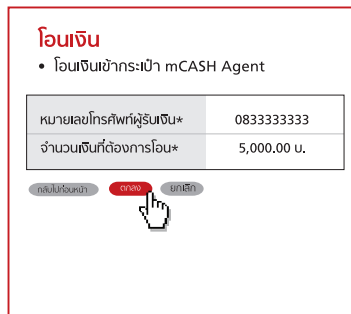 โอนเงิน
• โอนเงินเข้ากระเป๋า mCASH Agent
หมายเลขโทรศัพท์ผู้รับเงิน* 0833333333
จำนวนเงินที่ต้องการโอน* 5,000.00 บ.
กลับไปก่อนหน้า ตกลง ยกเลิก